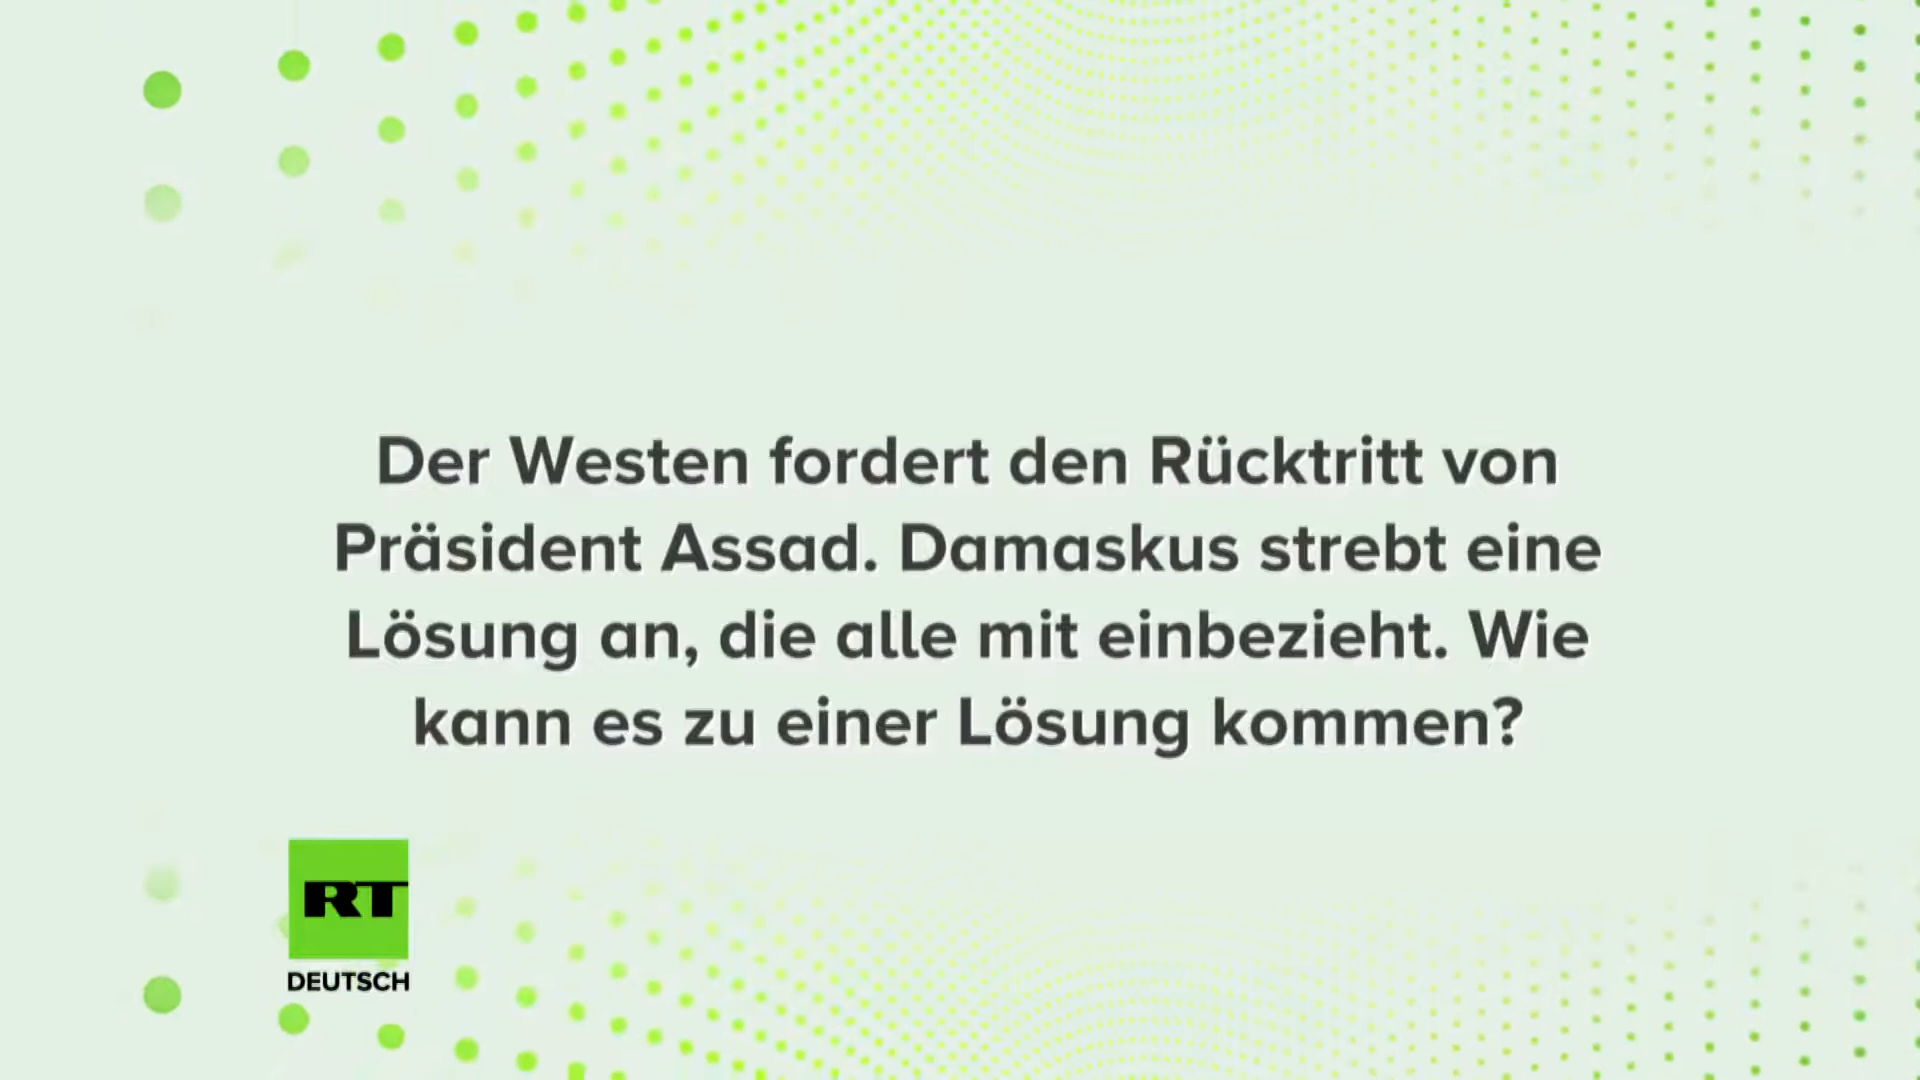 Der Westen fordert den Rücktritt von
Präsident Assad. Damaskus strebt eine
Lösung an, die alle mit einbezieht. Wie
kann es zu einer Lösung kommen?
RT
DEUTSCH